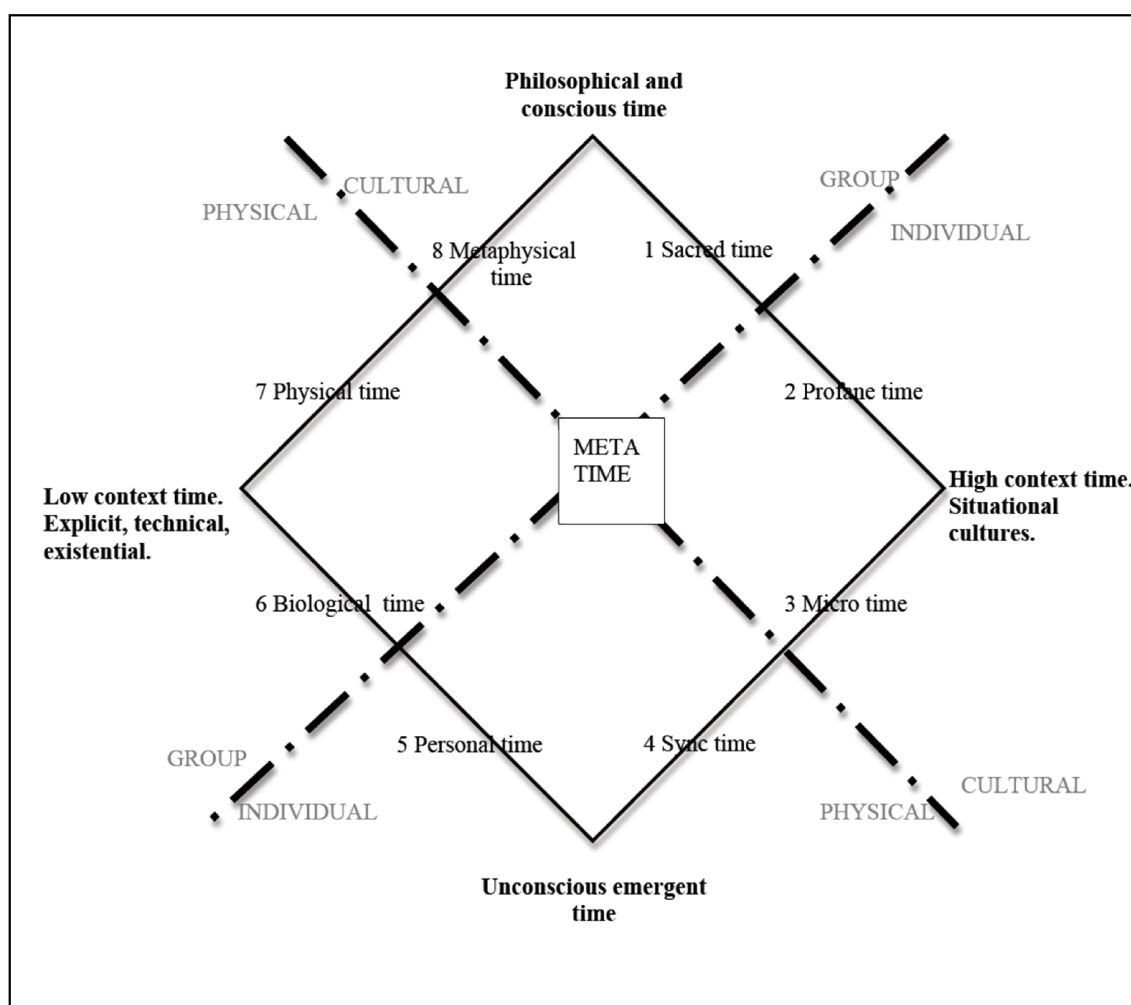 Philosophical and
conscious time
CULTURAL
PHYSICAL
GROUP
INDIVIDUAL
8 Metaphysical
time
1 Sacred time
7 Physical time
2 Profane time
META
TIME
Low context time.
Explicit, technical,
existential.
High context time.
Situational
cultures.
6 Biological time
3 Micro time
5 Personal time
4 Sync time
GROUP
INDIVIDUAL
CULTURAL
PHYSICAL
Unconscious emergent
time